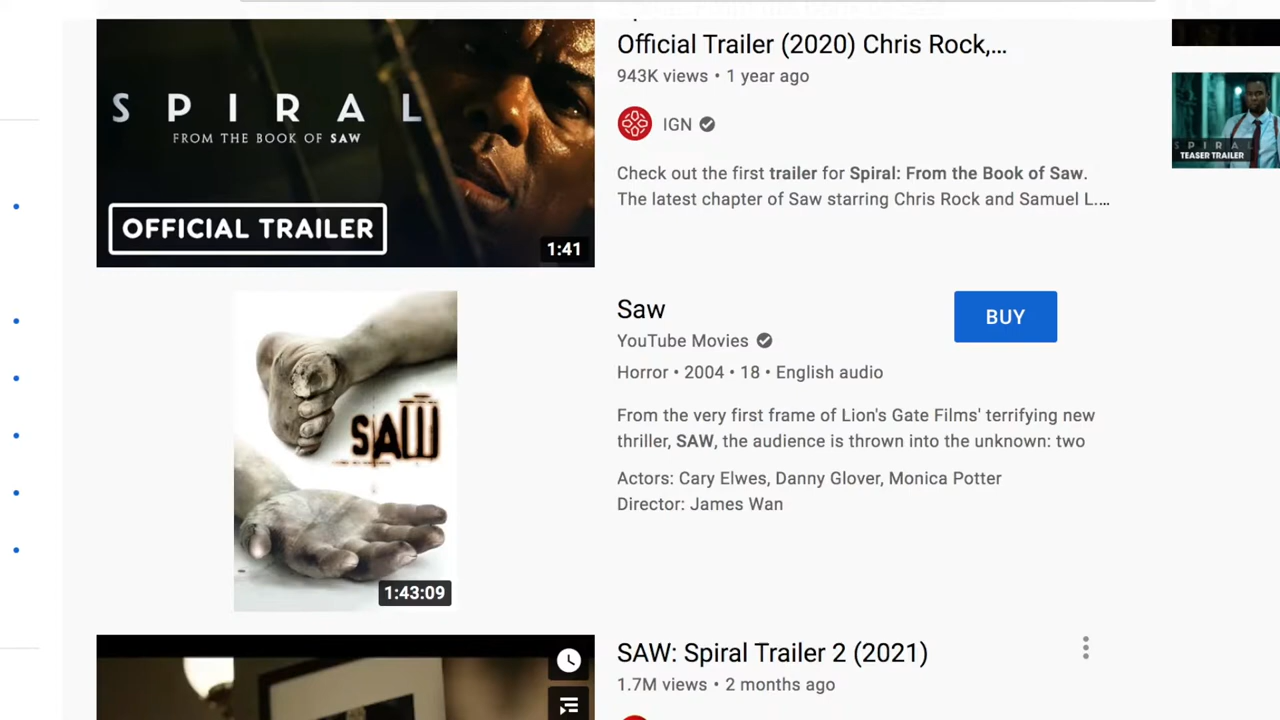 Official Trailer (2020) Chris Rock,...
943K views • 1 year ago
IGN
Check out the first trailer for Spiral: From the Book of Saw.
The latest chapter of Saw starring Chris Rock and Samuel L....
SPIRAL
FROM THE BOOK OF SAW
OFFICIAL TRAILER
1:41
SPIRAL
TEASER TRAILER
Saw
BUY
YouTube Movies
Horror • 2004 • 18 • English audio
From the very first frame of Lion's Gate Films' terrifying new
thriller, SAW, the audience is thrown into the unknown: two
Actors: Cary Elwes, Danny Glover, Monica Potter
Director: James Wan
SAW
1:43:09
SAW: Spiral Trailer 2 (2021)
1.7M views • 2 months ago